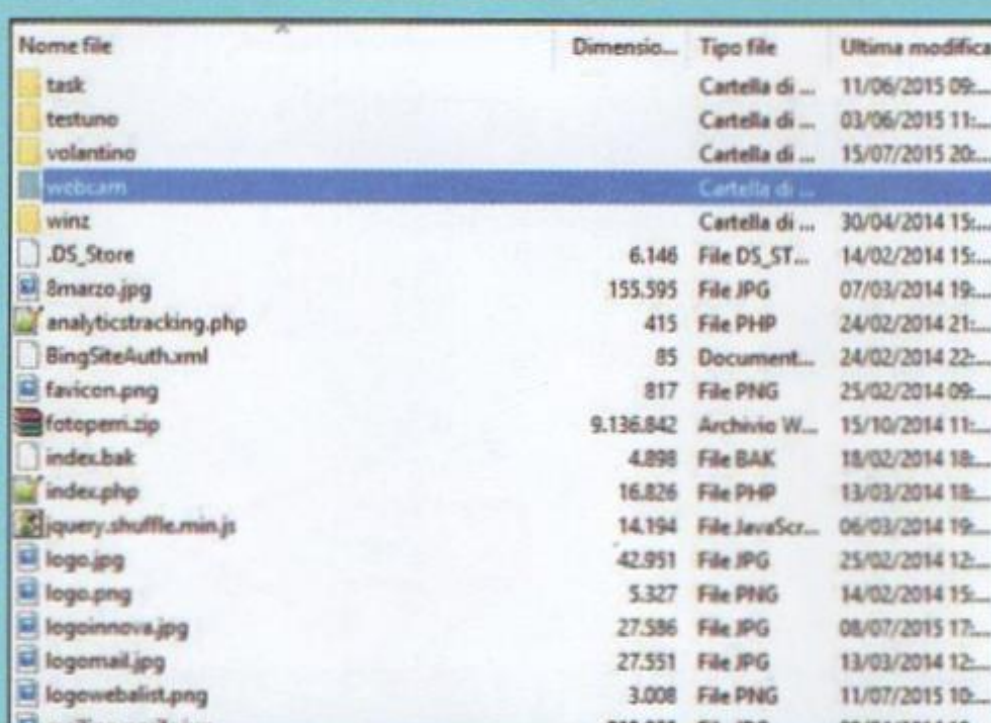 Nome file Dimensio... Tipo file Ultima modifica
task Cartella di ... 11/06/2015 09:...
testuno Cartella di ... 03/06/2015 11:...
volantino Cartella di ... 15/07/2015 20:...
webcam Cartella di ...
winz Cartella di ... 30/04/2014 15:...
.DS_Store 6.146 File DS_ST... 14/02/2014 15:...
8marzo.jpg 155.595 File JPG 07/03/2014 19:...
analyticstracking.php 415 File PHP 24/02/2014 21:...
BingSiteAuth.xml 85 Document... 24/02/2014 22:...
favicon.png 817 File PNG 25/02/2014 09:...
fotoperri.zip 9.136.842 Archivio W... 15/10/2014 11:...
index.bak 4.898 File BAK 18/02/2014 18:...
index.php 16.826 File PHP 13/03/2014 18:...
jquery.shuffle.min.js 14.194 File JavaScr... 06/03/2014 19:...
logo.jpg 42.951 File JPG 25/02/2014 12:...
logo.png 5.327 File PNG 14/02/2014 15:...
logoinnova.jpg 27.586 File JPG 08/07/2015 17:...
logomail.jpg 27.551 File JPG 13/03/2014 12:...
logowebalist.png 3.008 File PNG 11/07/2015 10:...